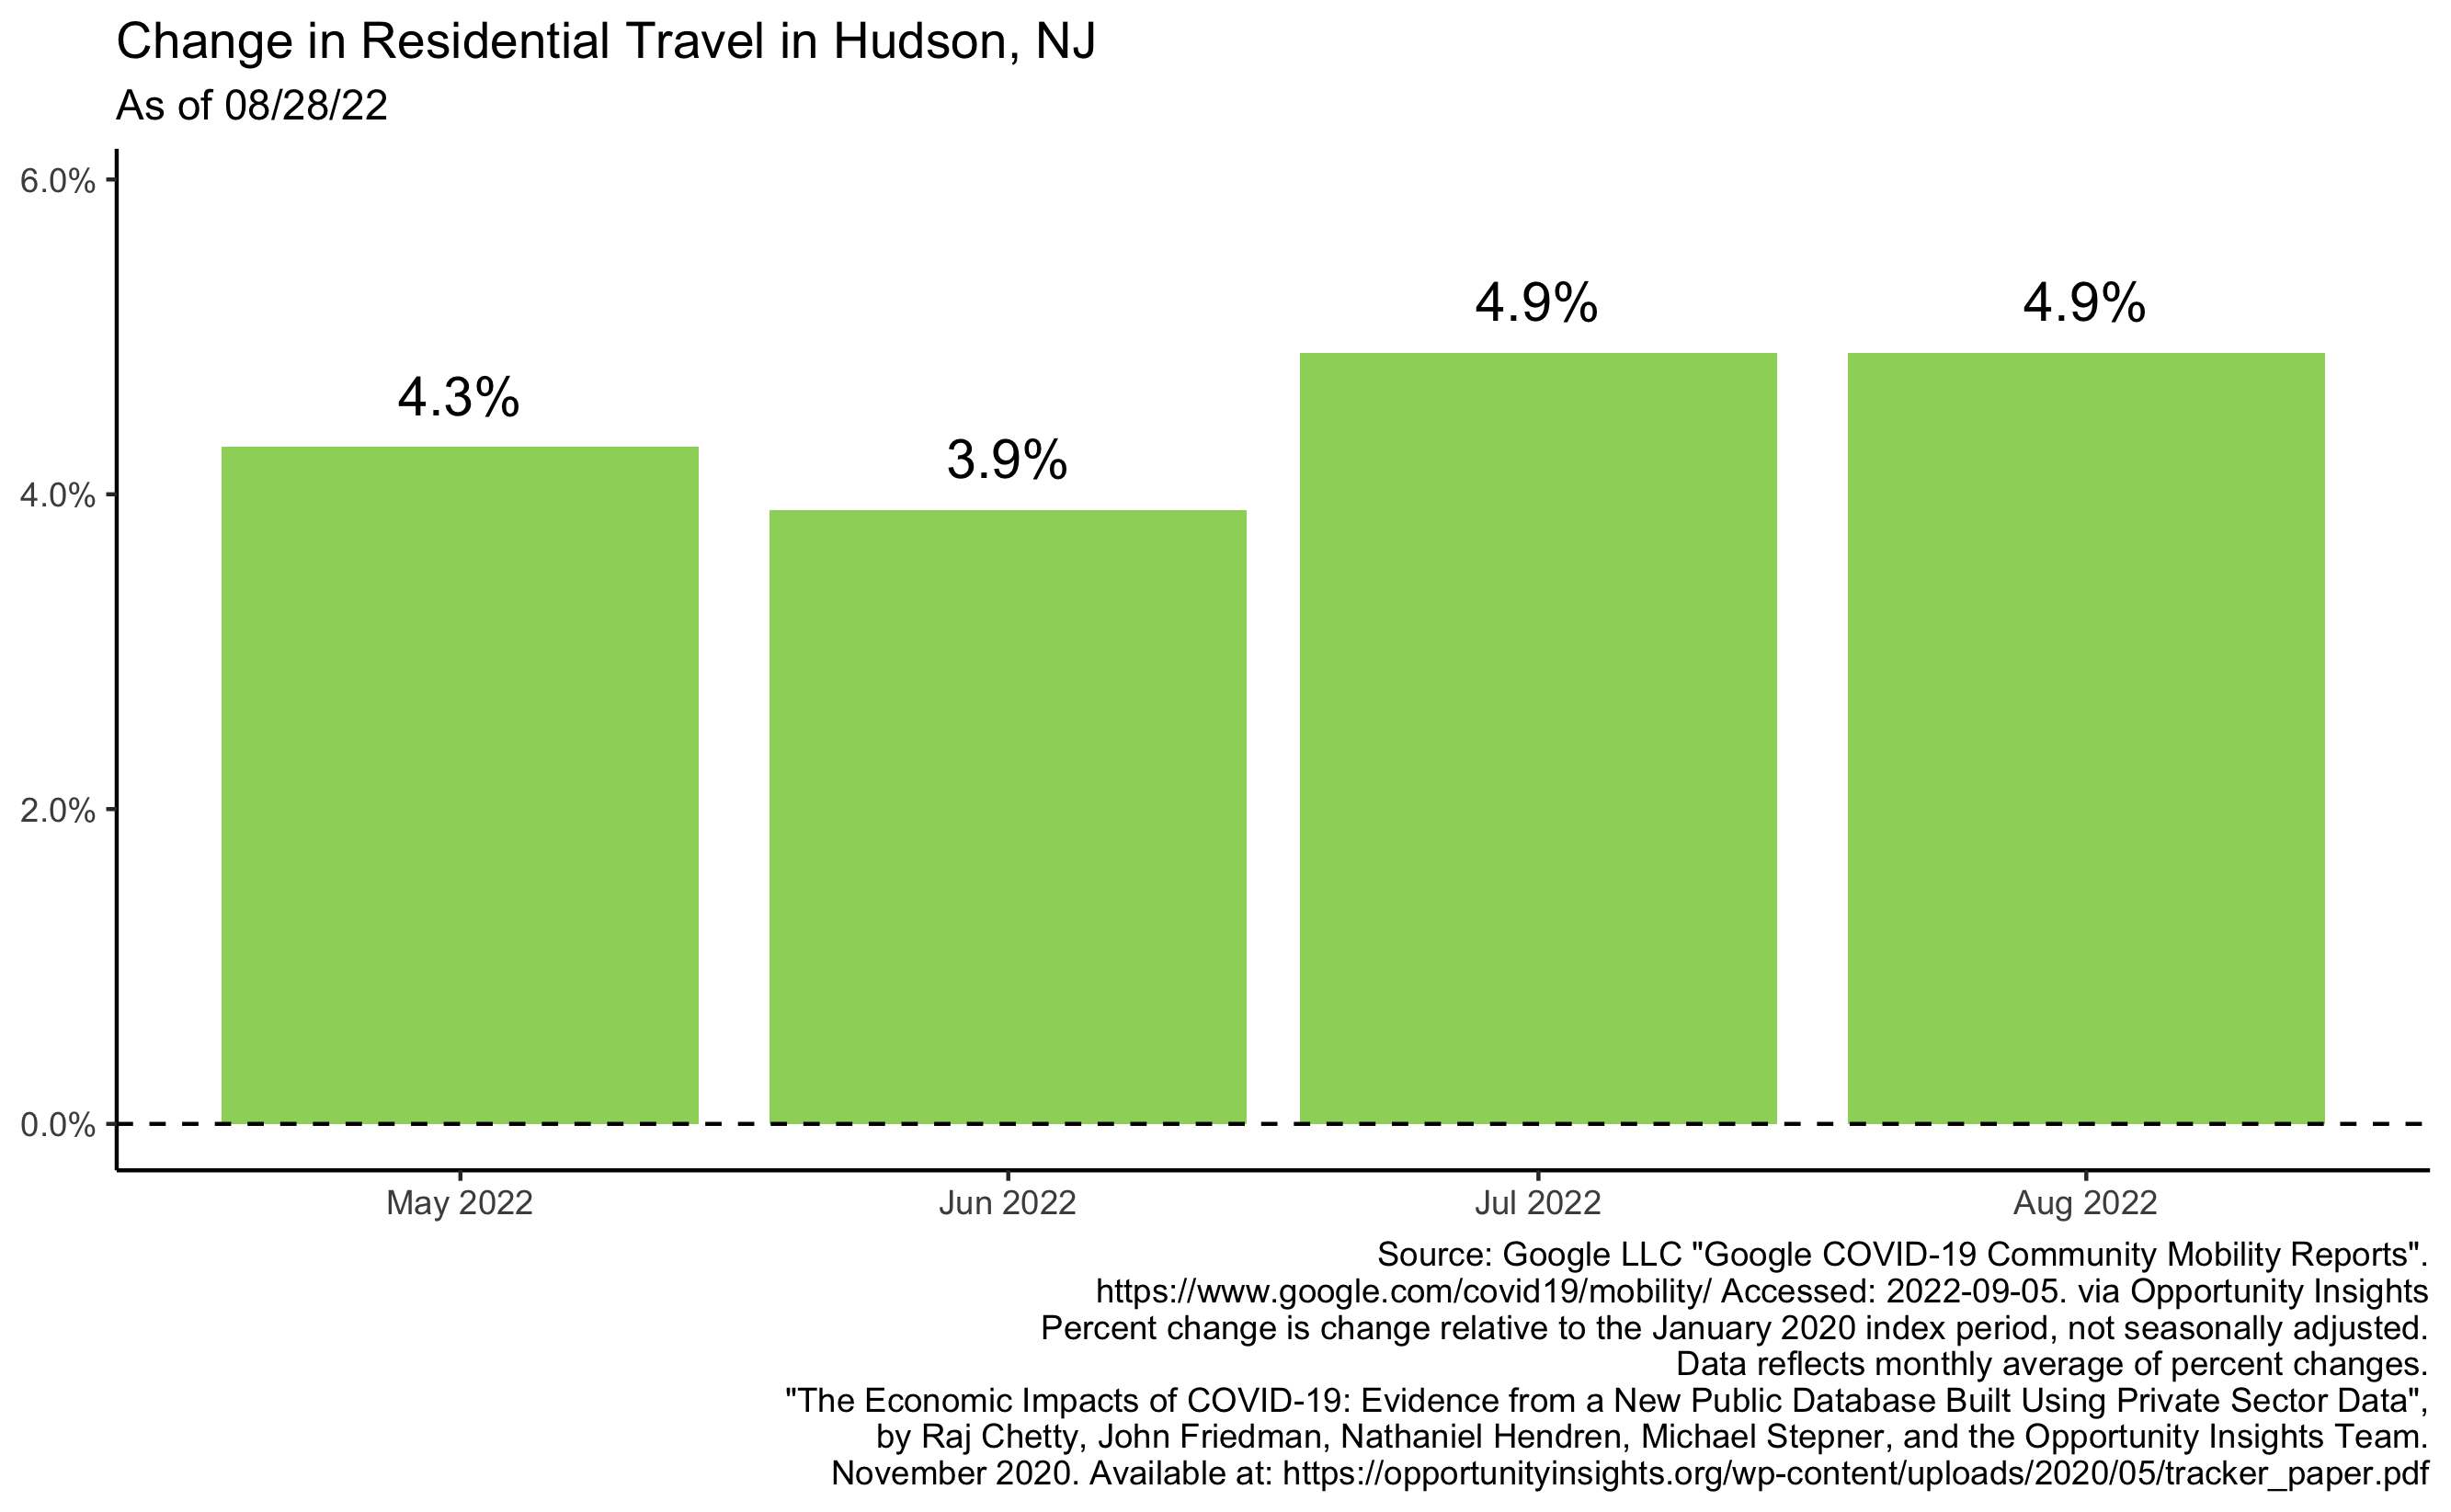 Change in Residential Travel in Hudson, NJ
As of 08/28/22
6.0%
4.0%
2.0%
0.0%
4.3%
3.9%
4.9%
4.9%
May 2022
Jun 2022
Jul 2022
Aug 2022
Source: Google LLC "Google COVID-19 Community Mobility Reports".
https://www.google.com/covid19/mobility/ Accessed: 2022-09-05. via Opportunity Insights
Percent change is change relative to the January 2020 index period, not seasonally adjusted.
Data reflects monthly average of percent changes.
"The Economic Impacts of COVID-19: Evidence from a New Public Database Built Using Private Sector Data",
by Raj Chetty, John Friedman, Nathaniel Hendren, Michael Stepner, and the Opportunity Insights Team.
November 2020. Available at: https://opportunityinsights.org/wp-content/uploads/2020/05/tracker_paper.pdf